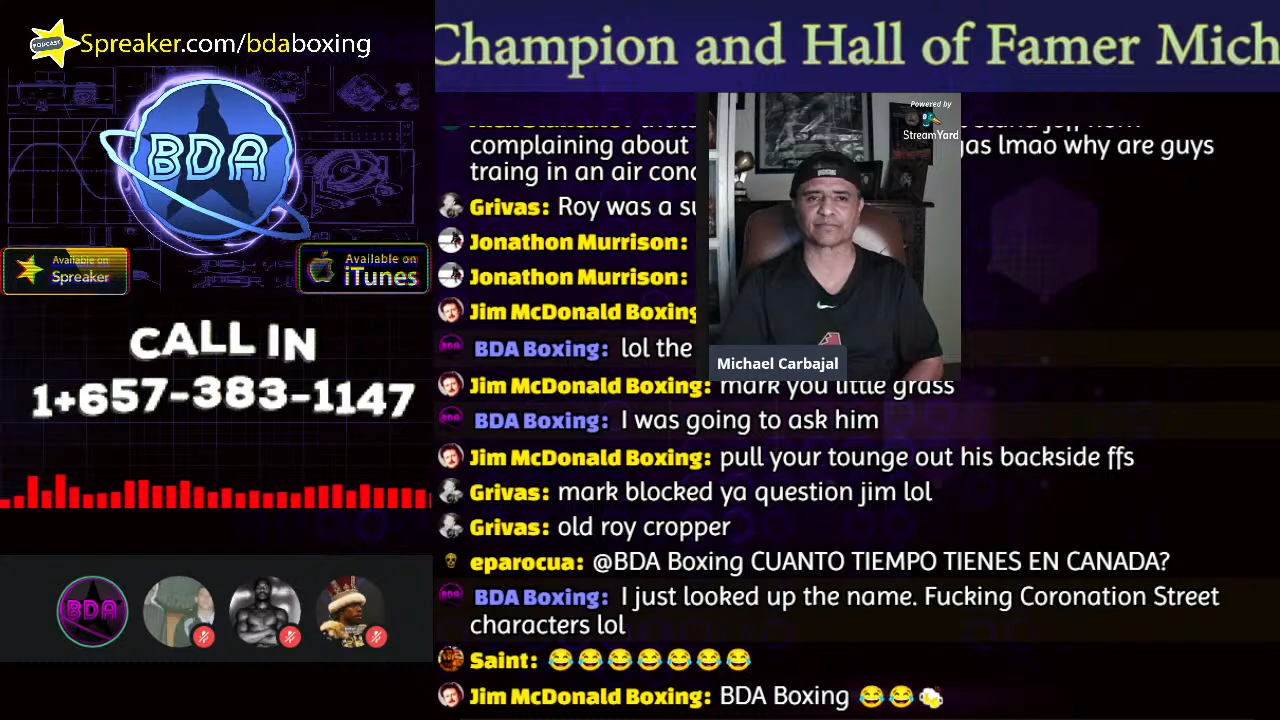 Spreaker.com/bdaboxing
PODCAST
BDA
Available on
Spreaker
Available on
iTunes
CALL IN
1+657-383-1147
BDA
Champion and Hall of Famer Mich
Powered by
StreamYard
complaining about
gas lmao why are guys
traing in an air
Grivas: Roy was a
Jonathon Murrison:
Jonathon Murrison:
Jim McDonald Boxing
BDA Boxing: lol the
Michael Carbajal
Jim McDonald Boxing: mark you little grass
BDA Boxing: I was going to ask him
Jim McDonald Boxing: pull your tounge out his backside ffs
Grivas: mark blocked ya question jim lol
Grivas: old roy cropper
eparocua: @BDA Boxing CUANTO TIEMPO TIENES EN CANADA?
BDA Boxing: I just looked up the name. Fucking Coronation Street
characters lol
Saint: 😂😂😂😂😂😂😂
Jim McDonald Boxing: BDA Boxing 😂😂🍻